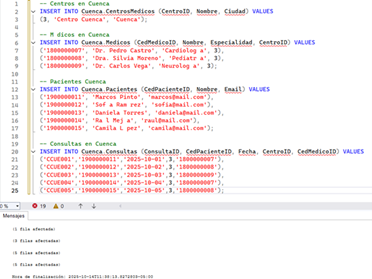 1 -- Centros en Cuenca
2 INSERT INTO Cuenca.CentrosMedicos (CentroID, Nombre, Ciudad) VALUES
3 (3, 'Centro Cuenca', 'Cuenca');
4
5 -- M dicos en Cuenca
6 INSERT INTO Cuenca.Medicos (CedMedicoID, Nombre, Especialidad, CentroID) VALUES
7 ('1800000007', 'Dr. Pedro Castro', 'Cardiolog a', 3),
8 ('1800000008', 'Dra. Silvia Moreno', 'Pediatr a', 3),
9 ('1800000009', 'Dr. Carlos Vega', 'Neurolog a', 3);
10
11 -- Pacientes Cuenca
12 INSERT INTO Cuenca.Pacientes (CedPacienteID, Nombre, Email) VALUES
13 ('1900000011', 'Marcos Pinto', 'marcos@mail.com'),
14 ('1900000012', 'Sof a Ram rez', 'sofia@mail.com'),
15 ('1900000013', 'Daniela Torres', 'daniela@mail.com'),
16 ('1900000014', 'Ra l Mej a', 'raul@mail.com'),
17 ('1900000015', 'Camila L pez', 'camila@mail.com');
18
19 -- Consultas en Cuenca
20 INSERT INTO Cuenca.Consultas (ConsultaID, CedPacienteID, Fecha, CentroID, CedMedicoID) VALUES
21 ('CCUE001','1900000011','2025-10-01',3,'1800000007'),
22 ('CCUE002','1900000012','2025-10-02',3,'1800000008'),
23 ('CCUE003','1900000013','2025-10-03',3,'1800000009'),
24 ('CCUE004','1900000014','2025-10-04',3,'1800000007'),
25 ('CCUE005','1900000015','2025-10-05',3,'1800000008');
0 % 19 0
Mensajes
(1 fila afectada)
(3 filas afectadas)
(5 filas afectadas)
(5 filas afectadas)
Hora de finalización: